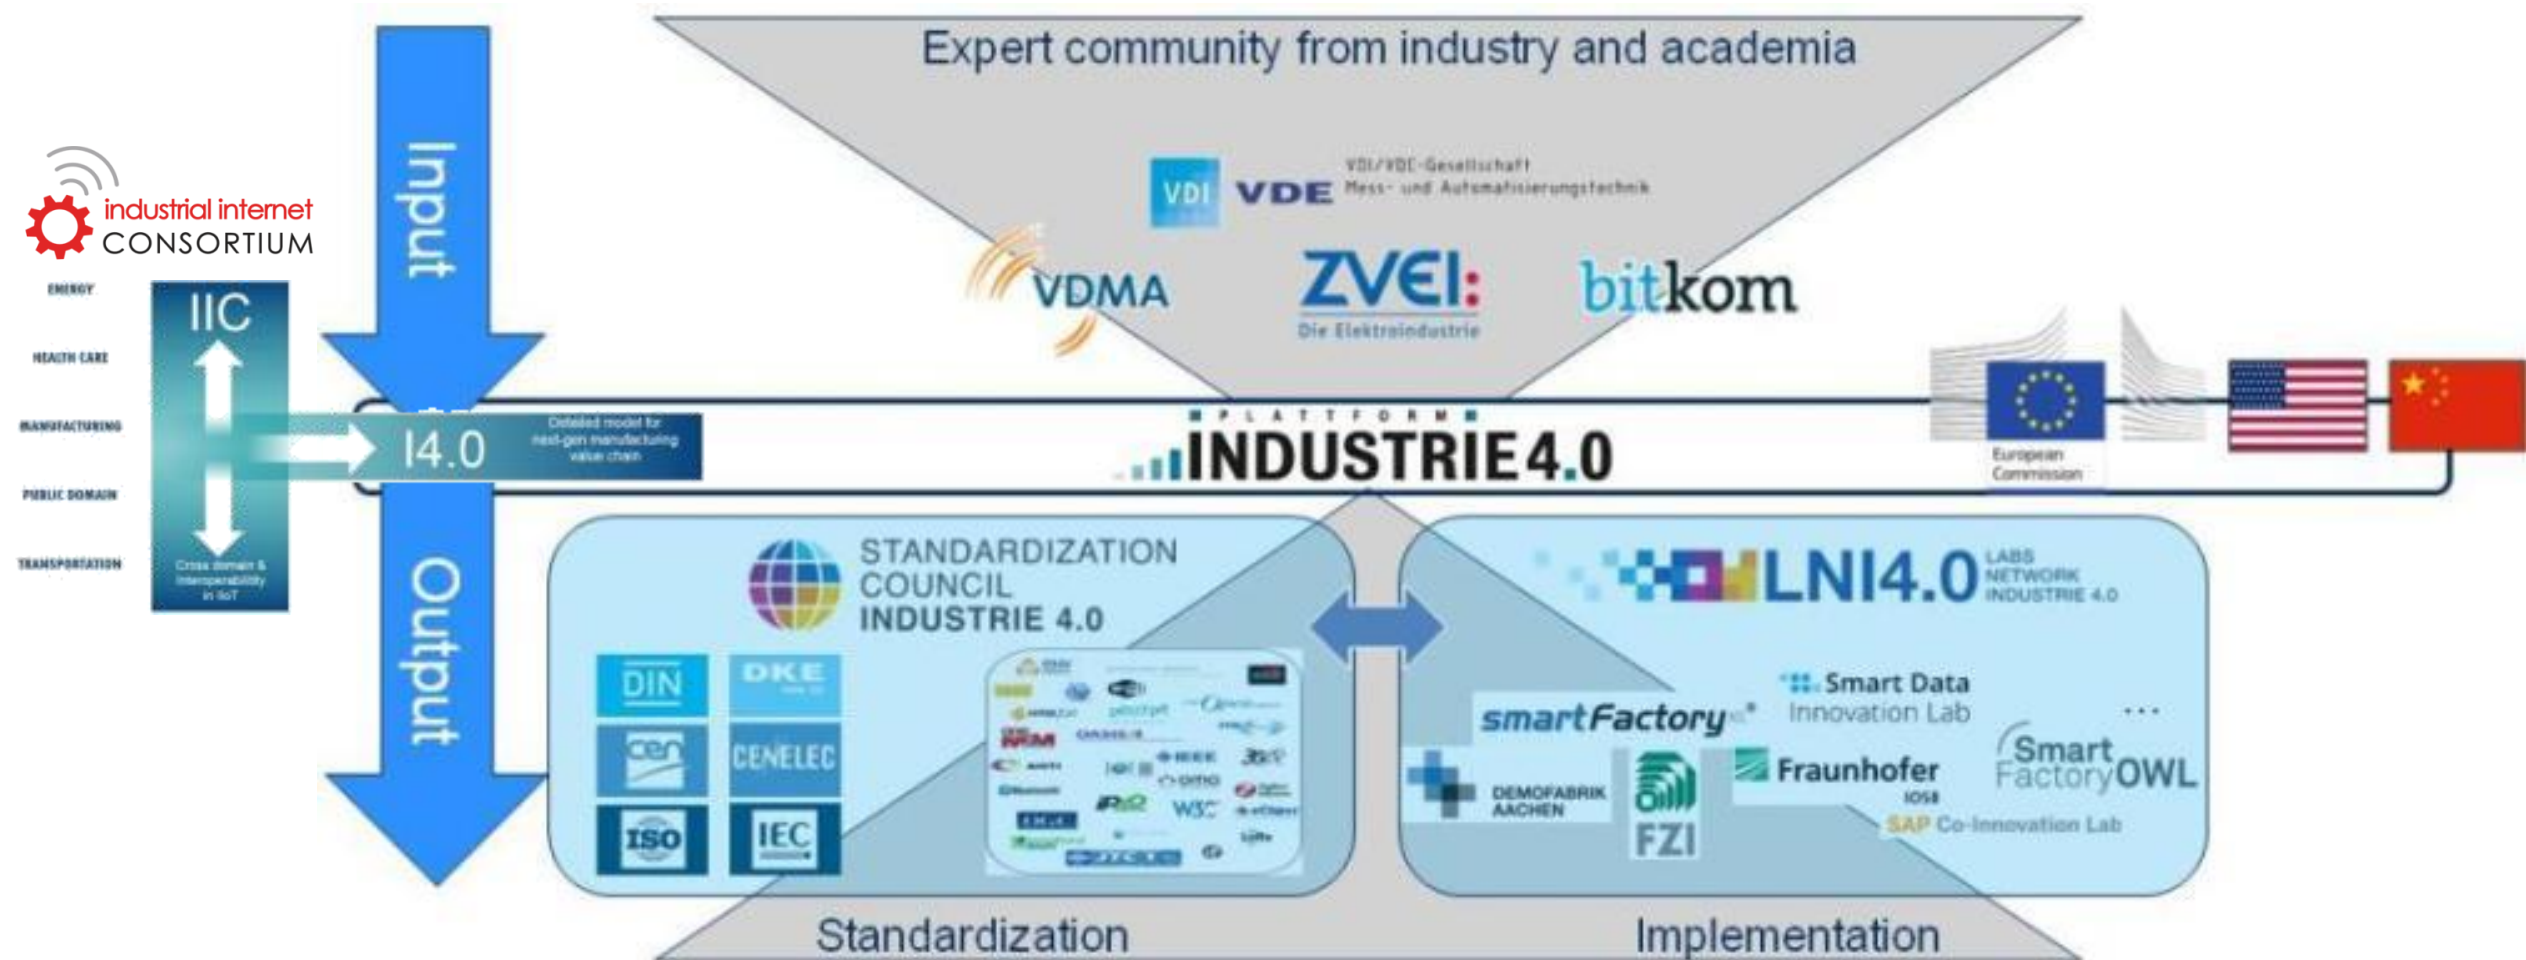 Expert community from industry and academia
Input
VDI
VDE
VDI/VDE-Gesellschaft
Mess- und Automatisierungstechnik
VDMA
ZVEI:
Die Elektroindustrie
bitkom
industrial internet
CONSORTIUM
ENERGY
HEALTH CARE
MANUFACTURING
PUBLIC DOMAIN
TRANSPORTATION
IIC
Cross domain &
Interoperability
in IIoT
I4.0
Detailed model for
next-gen manufacturing
value chain
PLATTFORM
INDUSTRIE4.0
European
Commission
Output
STANDARDIZATION
COUNCIL
INDUSTRIE 4.0
DIN
DKE
cen
CENELEC
ISO
IEC
IEEE
W3C
LNI4.0
LABS
NETWORK
INDUSTRIE 4.0
smartFactory
Smart Data
Innovation Lab
...
DEMOFABRIK
AACHEN
FZI
Fraunhofer
IOSB
Smart
FactoryOWL
SAP Co-Innovation Lab
Standardization
Implementation